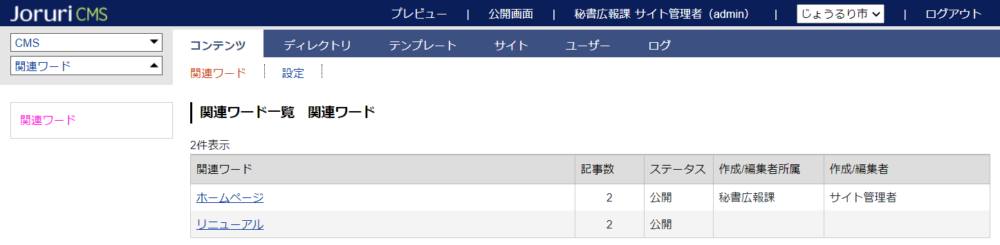 Joruri CMS プレビュー | 公開画面 | 秘書広報課 サイト管理者（admin） | じょうるり市 | ログアウト
CMS
関連ワード
コンテンツ ディレクトリ テンプレート サイト ユーザー ログ
関連ワード 設定
関連ワード
関連ワード一覧 関連ワード
2件表示
関連ワード 記事数 ステータス 作成/編集者所属 作成/編集者
ホームページ 2 公開 秘書広報課 サイト管理者
リニューアル 2 公開